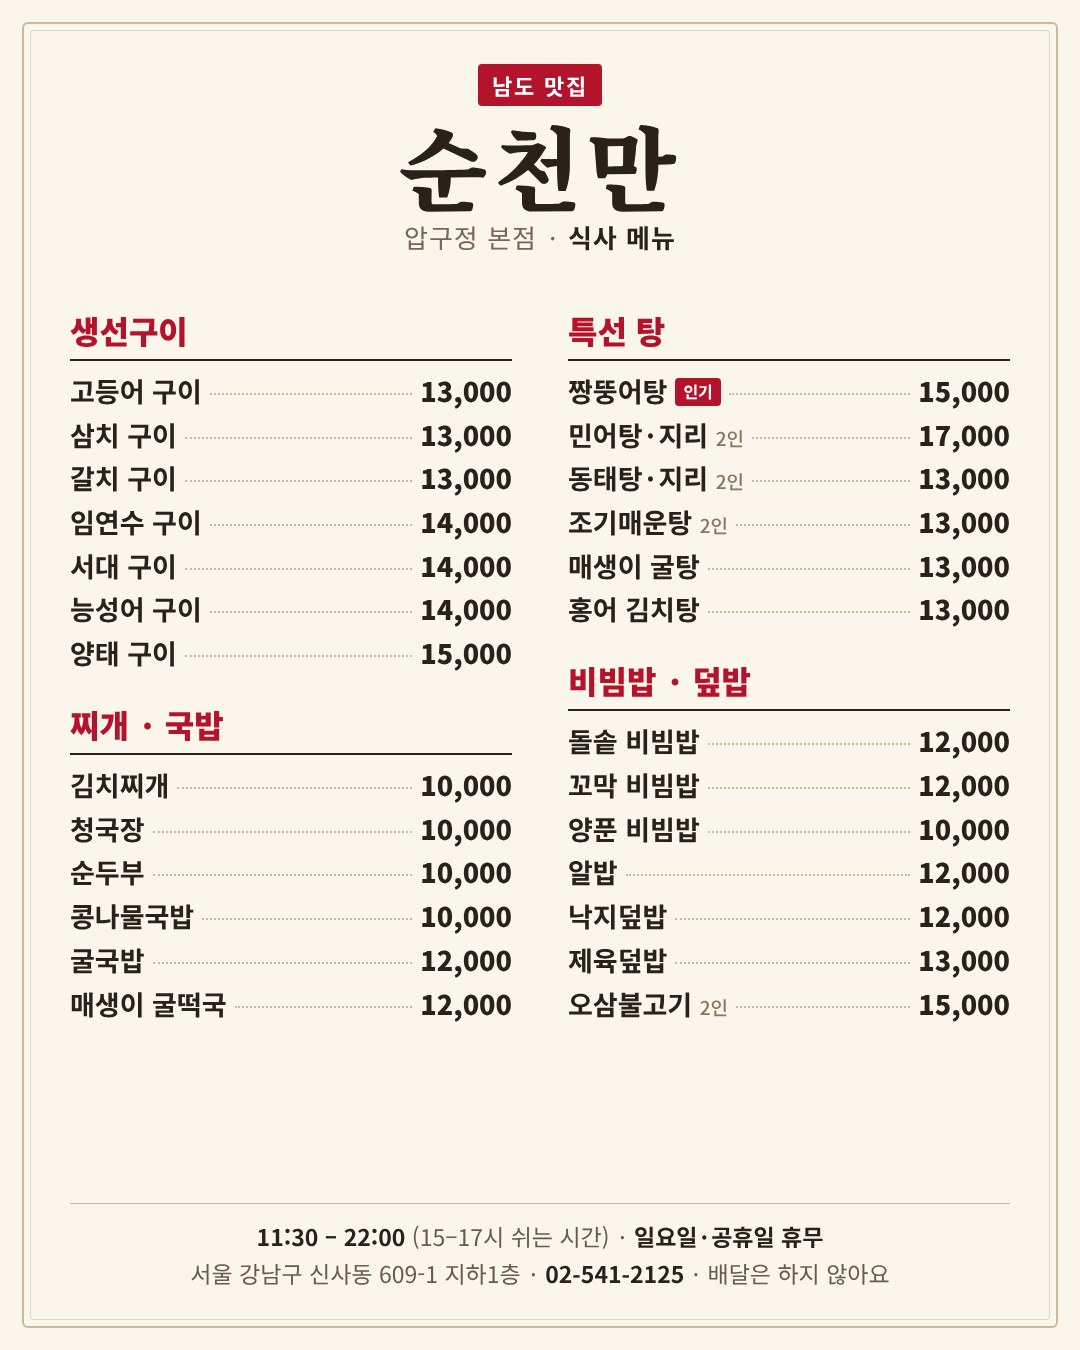 남도 맛집
순천만
압구정 본점 · 식사 메뉴
생선구이
고등어 구이 13,000
삼치 구이 13,000
갈치 구이 13,000
임연수 구이 14,000
서대 구이 14,000
능성어 구이 14,000
양태 구이 15,000
찌개 · 국밥
김치찌개 10,000
청국장 10,000
순두부 10,000
콩나물국밥 10,000
굴국밥 12,000
매생이 굴떡국 12,000
특선 탕
짱뚱어탕 인기 15,000
민어탕·지리 2인 17,000
동태탕·지리 2인 13,000
조기매운탕 2인 13,000
매생이 굴탕 13,000
홍어 김치탕 13,000
비빔밥 · 덮밥
돌솥 비빔밥 12,000
꼬막 비빔밥 12,000
양푼 비빔밥 10,000
알밥 12,000
낙지덮밥 12,000
제육덮밥 13,000
오삼불고기 2인 15,000
11:30 – 22:00 (15–17시 쉬는 시간) · 일요일·공휴일 휴무
서울 강남구 신사동 609-1 지하1층 · 02-541-2125 · 배달은 하지 않아요